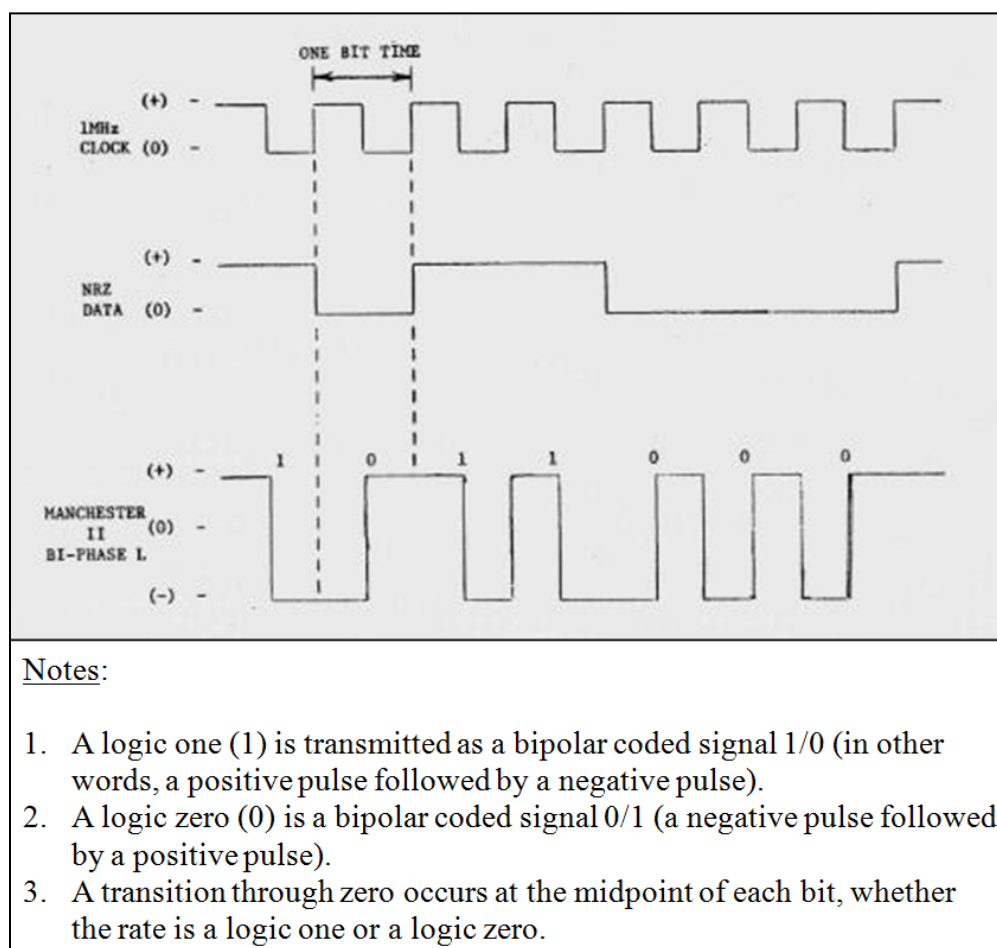 ONE BIT TIME
(+) -
1MHz
CLOCK (0) -
(+) -
NRZ
DATA (0) -
1 0 1 1 0 0 0
(+) -
MANCHESTER
II (0) -
BI-PHASE L
(-) -
Notes:
1. A logic one (1) is transmitted as a bipolar coded signal 1/0 (in other
words, a positive pulse followed by a negative pulse).
2. A logic zero (0) is a bipolar coded signal 0/1 (a negative pulse followed
by a positive pulse).
3. A transition through zero occurs at the midpoint of each bit, whether
the rate is a logic one or a logic zero.